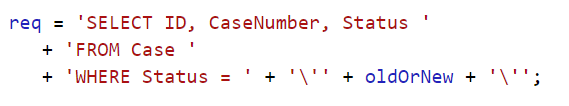 req = 'SELECT ID, CaseNumber, Status '
+ 'FROM Case '
+ 'WHERE Status = ' + '\'' + oldOrNew + '\'';